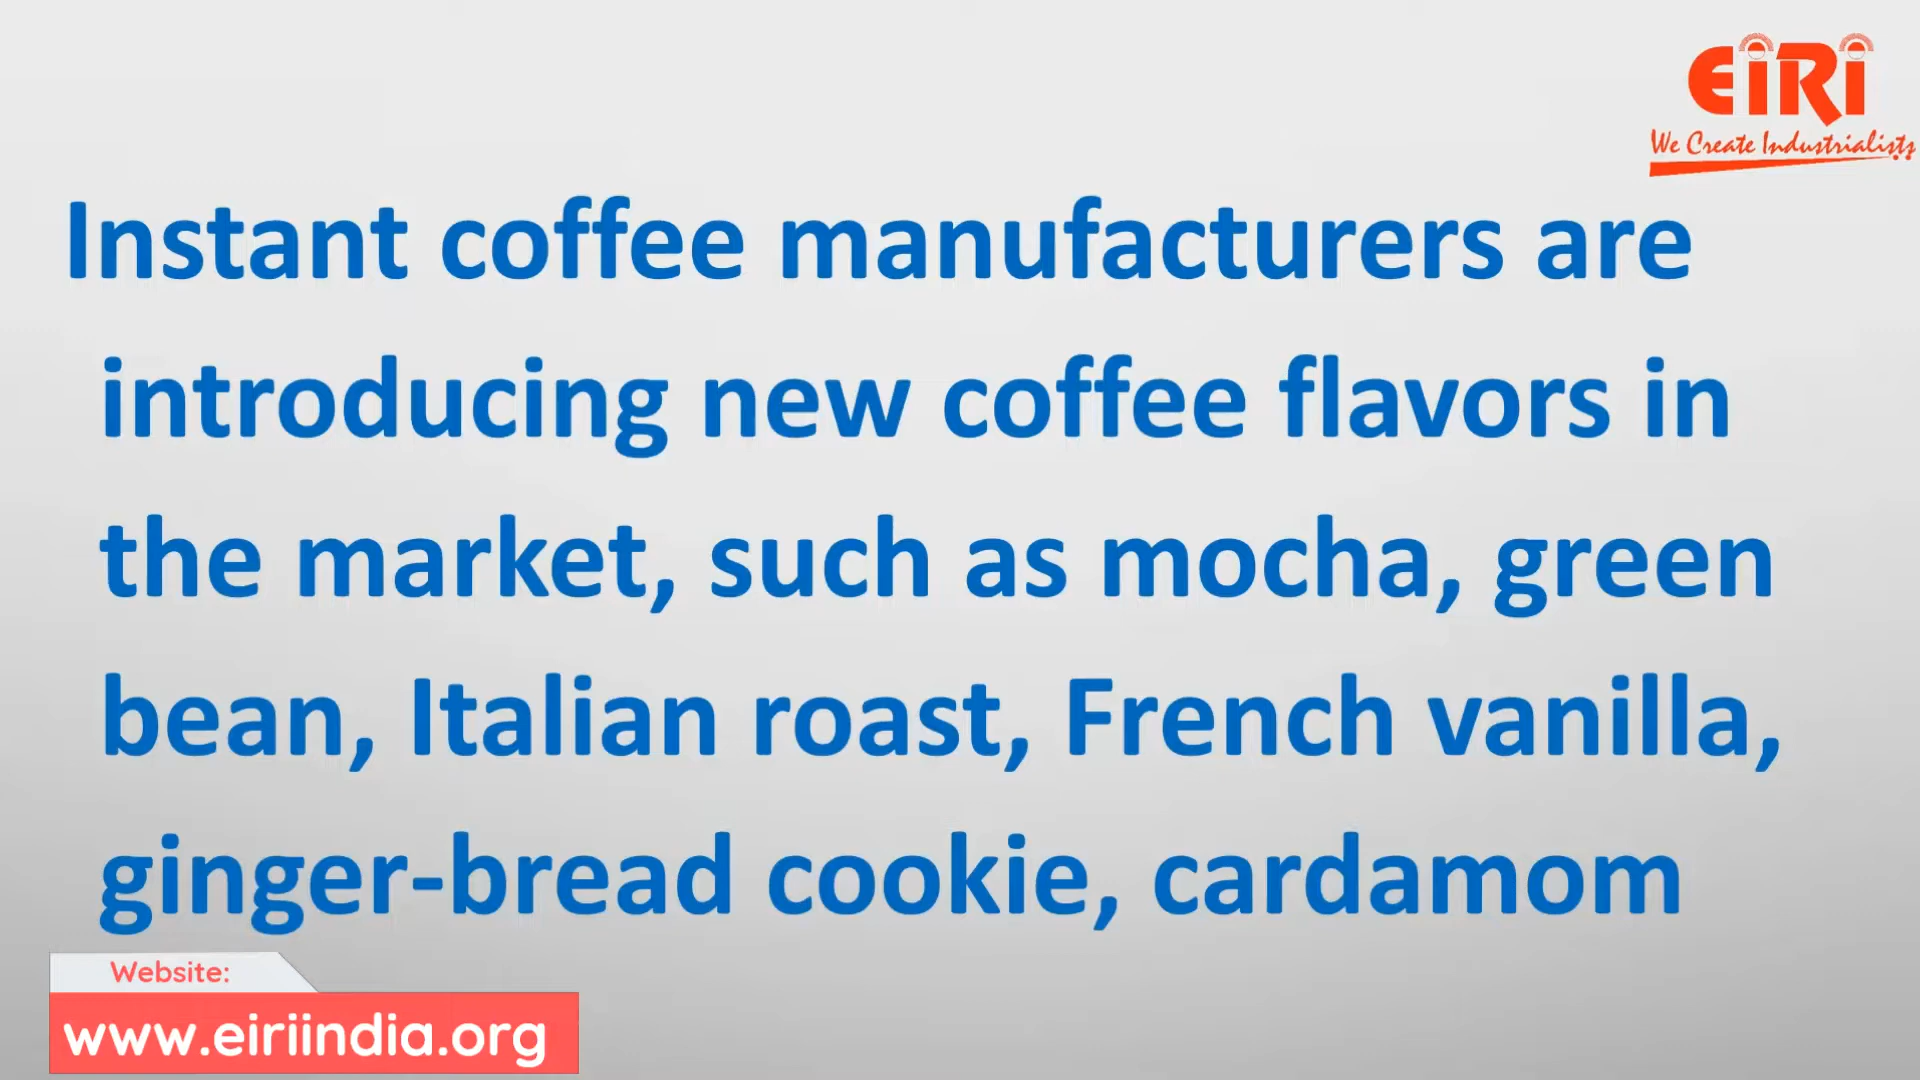 EiRi
We Create Industrialists
Instant coffee manufacturers are
introducing new coffee flavors in
the market, such as mocha, green
bean, Italian roast, French vanilla,
ginger-bread cookie, cardamom
Website:
www.eiriindia.org